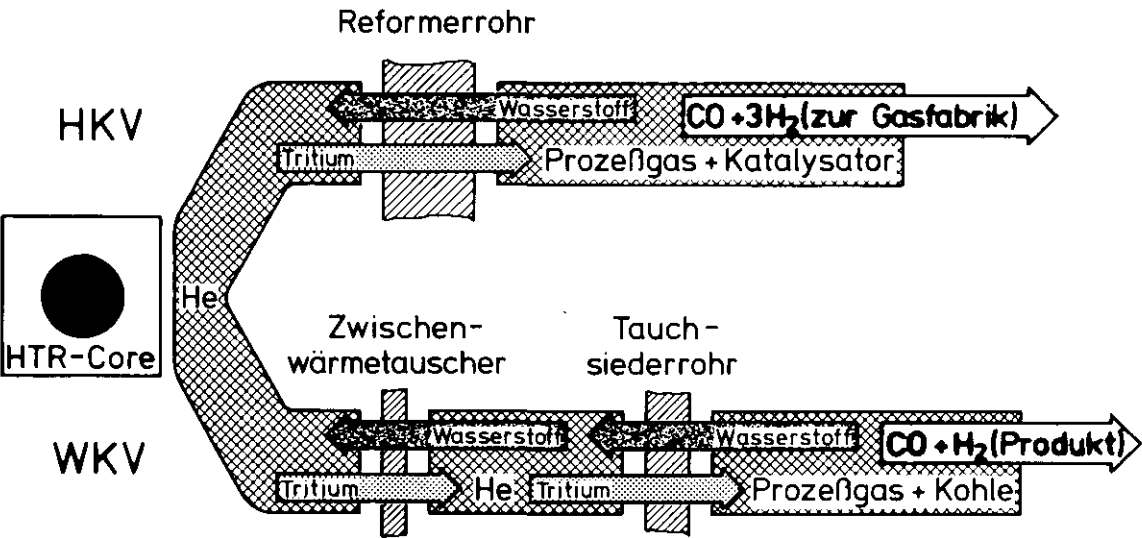 Reformerrohr
HKV
Wasserstoff
CO+3H₂(zur Gasfabrik)
Tritium
Prozeßgas + Katalysator
He
HTR-Core
Zwischen-
wärmetauscher
Tauch-
siederrohr
WKV
Wasserstoff
Wasserstoff
CO+H₂(Produkt)
Tritium
He
Tritium
Prozeßgas + Kohle